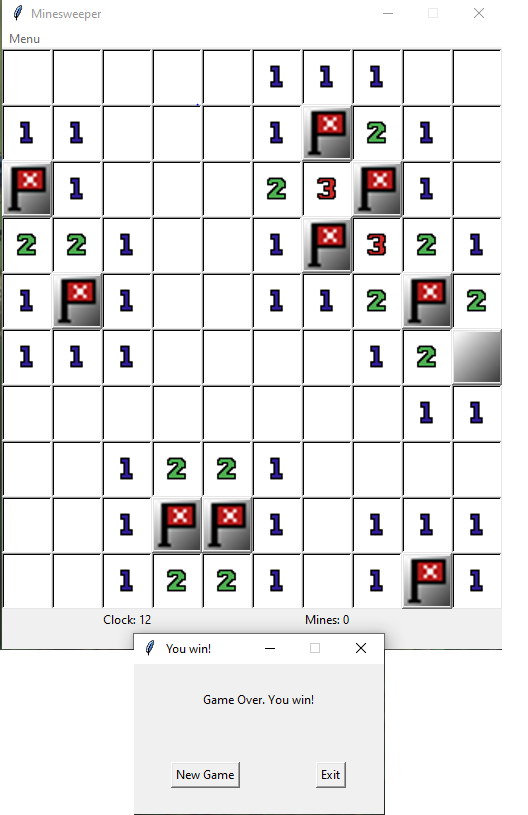 Minesweeper
Menu
1 1 1
1 1 1 2 1
1 2 3 1
2 2 1 1 3 2 1
1 1 1 1 2 2
1 1 1 1 2
1 1
1 2 2 1
1 1 1 1 1
1 2 2 1 1 1
Clock: 12 Mines: 0
You win!
Game Over. You win!
New Game Exit